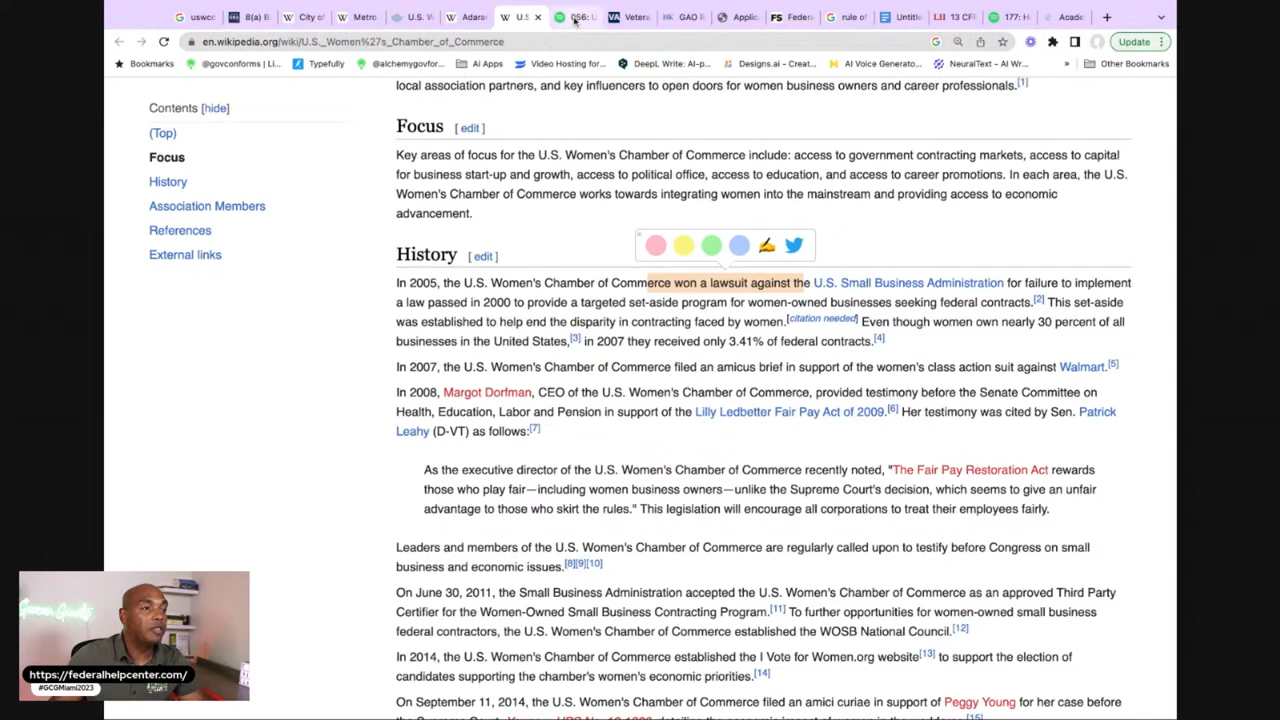 uswcc
8(a) B
City of
Metro
U.S. W
Adara
U.S.
056: U
Vetera
GAO R
Applic
Federa
rule of
Untitle
13 CFF
177: H
Acade
en.wikipedia.org/wiki/U.S._Women%27s_Chamber_of_Commerce
Update
Bookmarks
@govconforms | L...
Typefully
@alchemygovfor...
Ai Apps
Video Hosting for...
DeepL Write: AI-p...
Designs.ai - Creat...
AI Voice Generato...
NeuralText - AI Wr...
»
Other Bookmarks
Contents [hide]
(Top)
Focus
History
Association Members
References
External links
local association partners, and key influencers to open doors for women business owners and career professionals.[1]
Focus [ edit ]
Key areas of focus for the U.S. Women's Chamber of Commerce include: access to government contracting markets, access to capital
for business start-up and growth, access to political office, access to education, and access to career promotions. In each area, the U.S.
Women's Chamber of Commerce works towards integrating women into the mainstream and providing access to economic
advancement.
History [ edit ]
In 2005, the U.S. Women's Chamber of Commerce won a lawsuit against the U.S. Small Business Administration for failure to implement
a law passed in 2000 to provide a targeted set-aside program for women-owned businesses seeking federal contracts.[2] This set-aside
was established to help end the disparity in contracting faced by women.[citation needed] Even though women own nearly 30 percent of all
businesses in the United States,[3] in 2007 they received only 3.41% of federal contracts.[4]
In 2007, the U.S. Women's Chamber of Commerce filed an amicus brief in support of the women's class action suit against Walmart.[5]
In 2008, Margot Dorfman, CEO of the U.S. Women's Chamber of Commerce, provided testimony before the Senate Committee on
Health, Education, Labor and Pension in support of the Lilly Ledbetter Fair Pay Act of 2009.[6] Her testimony was cited by Sen. Patrick
Leahy (D-VT) as follows:[7]
As the executive director of the U.S. Women's Chamber of Commerce recently noted, "The Fair Pay Restoration Act rewards
those who play fair—including women business owners—unlike the Supreme Court's decision, which seems to give an unfair
advantage to those who skirt the rules." This legislation will encourage all corporations to treat their employees fairly.
Leaders and members of the U.S. Women's Chamber of Commerce are regularly called upon to testify before Congress on small
business and economic issues.[8][9][10]
On June 30, 2011, the Small Business Administration accepted the U.S. Women's Chamber of Commerce as an approved Third Party
Certifier for the Women-Owned Small Business Contracting Program.[11] To further opportunities for women-owned small business
federal contractors, the U.S. Women's Chamber of Commerce established the WOSB National Council.[12]
In 2014, the U.S. Women's Chamber of Commerce established the I Vote for Women.org website[13] to support the election of
candidates supporting the chamber's women's economic priorities.[14]
On September 11, 2014, the U.S. Women's Chamber of Commerce filed an amici curiae in support of Peggy Young for her case before
https://federalhelpcenter.com/
#GCGMiami2023